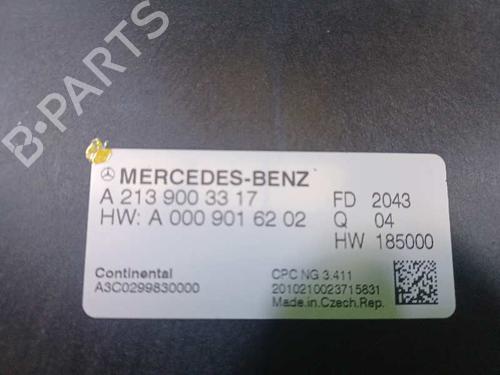 B-PARTS
MERCEDES-BENZ
A 213 900 33 17
HW: A 000 901 62 02
FD 2043
Q 04
HW 185000
Continental
A3C0299830000
CPC NG 3.411
2010210023715831
Made.in.Czech.Rep.